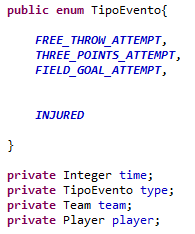 public enum TipoEvento{
FREE_THROW_ATTEMPT,
THREE_POINTS_ATTEMPT,
FIELD_GOAL_ATTEMPT,
INJURED
}
private Integer time;
private TipoEvento type;
private Team team;
private Player player;